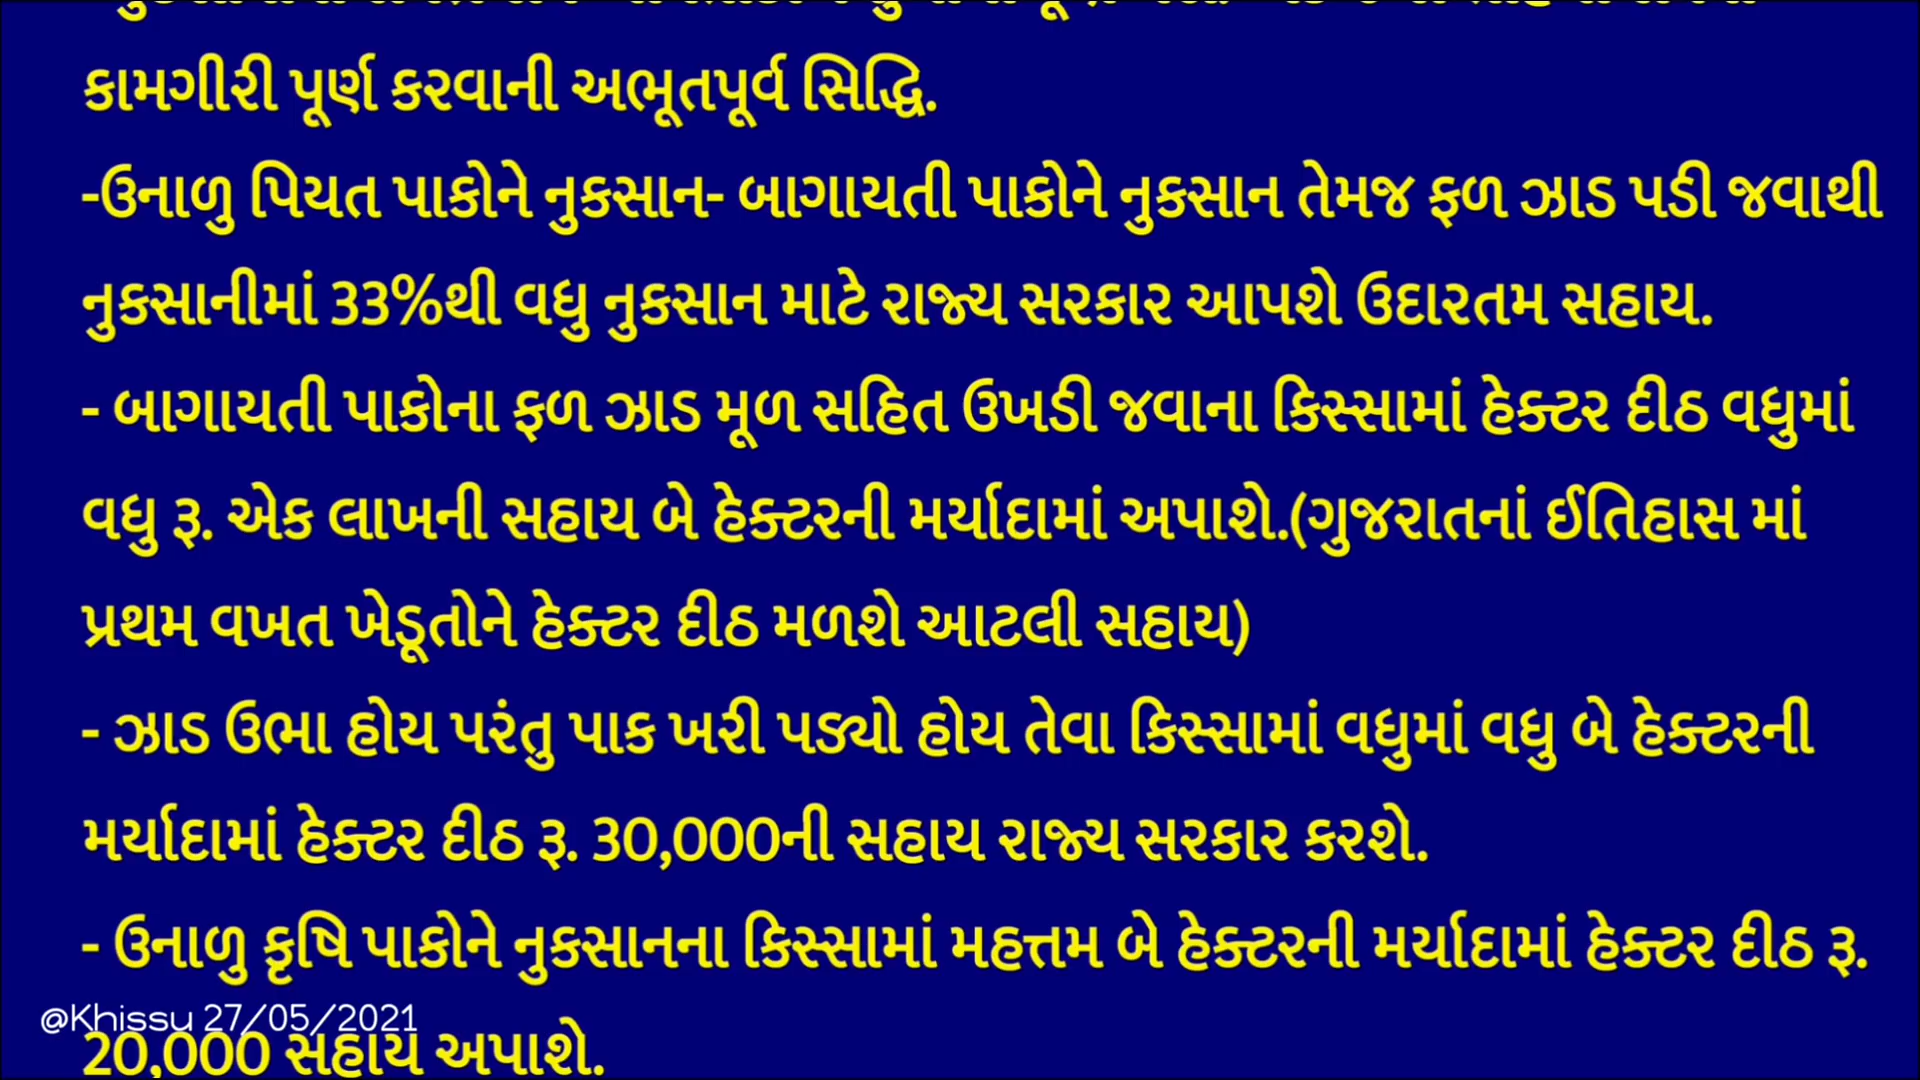 કામગીરી પૂર્ણ કરવાની અભૂતપૂર્વ સિદ્ધિ.
-ઉનાળુ પિયત પાકોને નુકસાન- બાગાયતી પાકોને નુકસાન તેમજ ફળ ઝાડ પડી જવાથી
નુકસાનીમાં 33%થી વધુ નુકસાન માટે રાજ્ય સરકાર આપશે ઉદારતમ સહાય.
- બાગાયતી પાકોના ફળ ઝાડ મૂળ સહિત ઉખડી જવાના કિસ્સામાં હેક્ટર દીઠ વધુમાં
વધુ રૂ. એક લાખની સહાય બે હેક્ટરની મર્યાદામાં અપાશે.(ગુજરાતનાં ઈતિહાસ માં
પ્રથમ વખત ખેડૂતોને હેક્ટર દીઠ મળશે આટલી સહાય)
- ઝાડ ઉભા હોય પરંતુ પાક ખરી પડ્યો હોય તેવા કિસ્સામાં વધુમાં વધુ બે હેક્ટરની
મર્યાદામાં હેક્ટર દીઠ રૂ. 30,000ની સહાય રાજ્ય સરકાર કરશે.
- ઉનાળુ કૃષિ પાકોને નુકસાનના કિસ્સામાં મહત્તમ બે હેક્ટરની મર્યાદામાં હેક્ટર દીઠ રૂ.
@Khissu 27/05/2021
20,000 સહાય અપાશે.